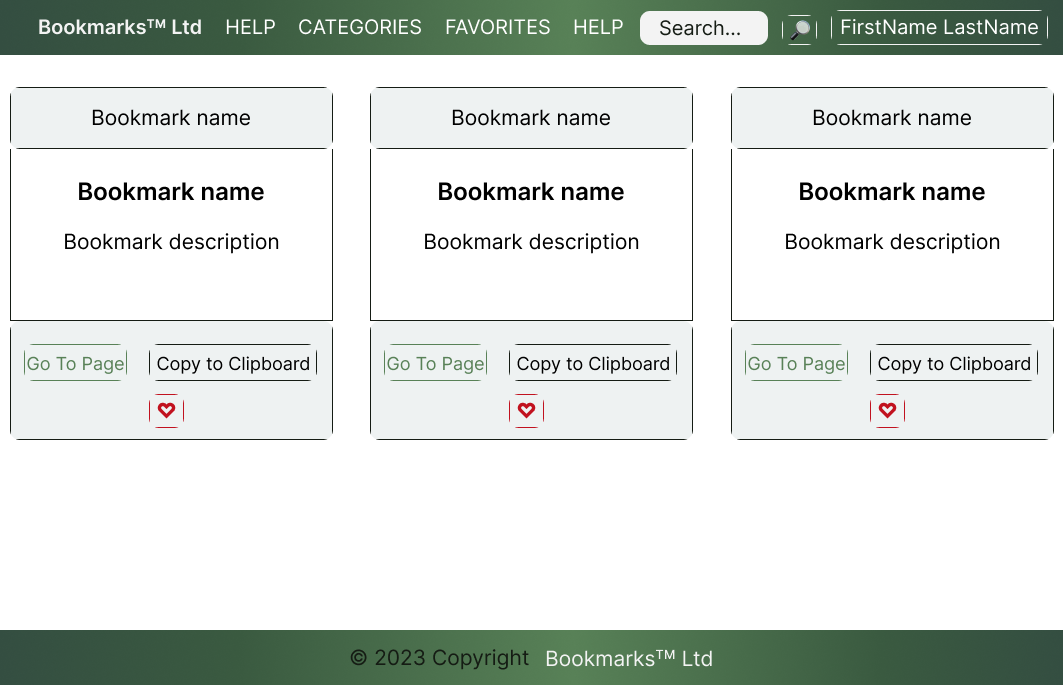 Bookmarks™ Ltd HELP CATEGORIES FAVORITES HELP Search... FirstName LastName
Bookmark name
Bookmark name
Bookmark description
Go To Page Copy to Clipboard
Bookmark name
Bookmark name
Bookmark description
Go To Page Copy to Clipboard
Bookmark name
Bookmark name
Bookmark description
Go To Page Copy to Clipboard
© 2023 Copyright Bookmarks™ Ltd